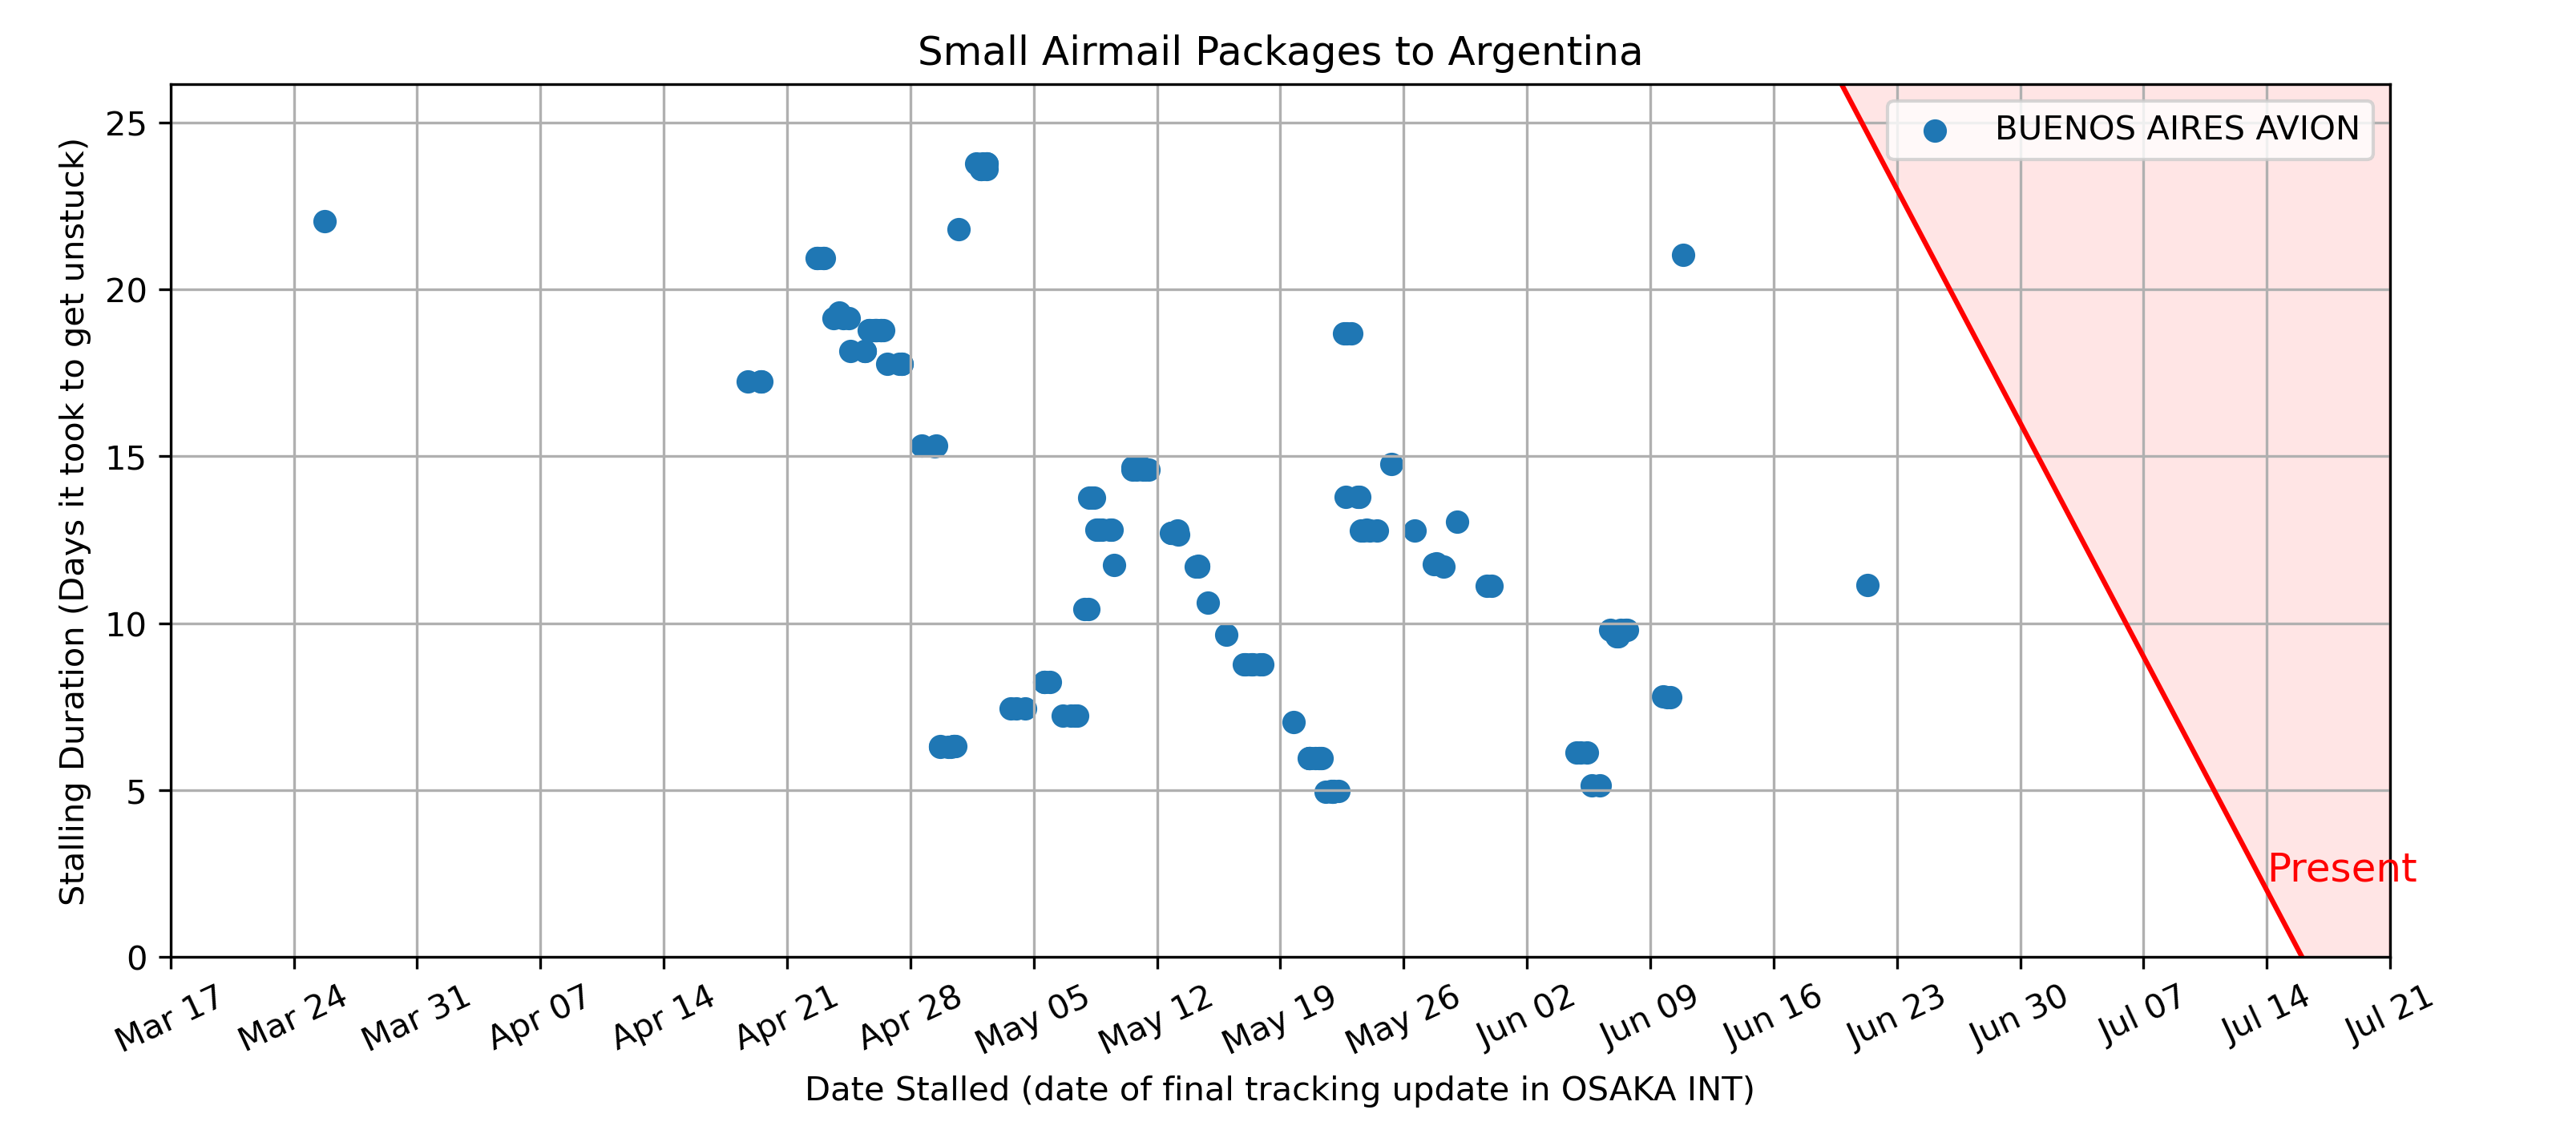 Small Airmail Packages to Argentina
BUENOS AIRES AVION
Stalling Duration (Days it took to get unstuck)
25
20
15
10
5
0
Present
Mar 17 Mar 24 Mar 31 Apr 07 Apr 14 Apr 21 Apr 28 May 05 May 12 May 19 May 26 Jun 02 Jun 09 Jun 16 Jun 23 Jun 30 Jul 07 Jul 14 Jul 21
Date Stalled (date of final tracking update in OSAKA INT)